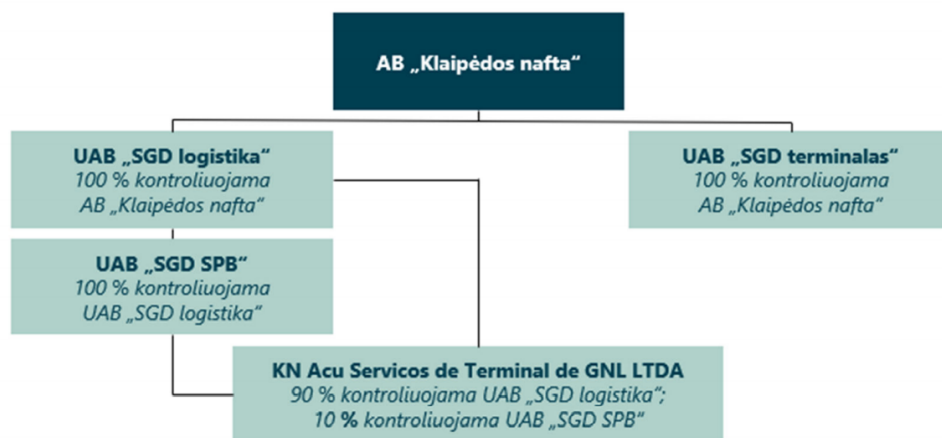 AB „Klaipėdos nafta“
UAB „SGD logistika“
100 % kontroliuojama
AB „Klaipėdos nafta“
UAB „SGD terminalas“
100 % kontroliuojama
AB „Klaipėdos nafta“
UAB „SGD SPB“
100 % kontroliuojama
UAB „SGD logistika“
KN Acu Servicos de Terminal de GNL LTDA
90 % kontroliuojama UAB „SGD logistika“;
10 % kontroliuojama UAB „SGD SPB“